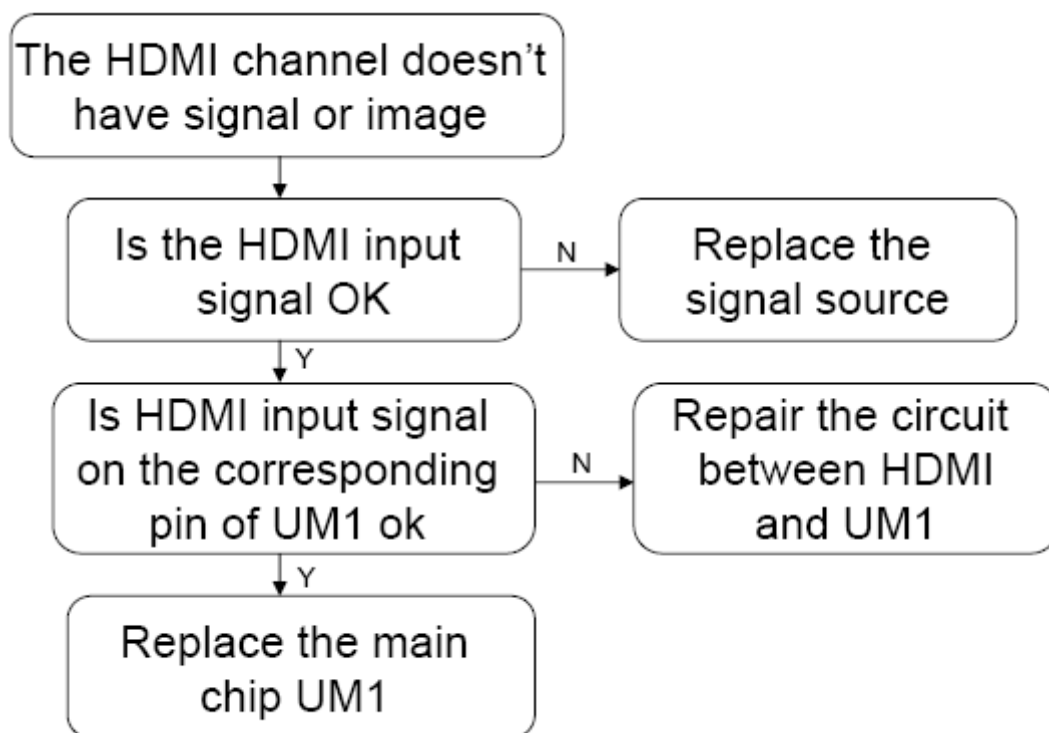 The HDMI channel doesn't
have signal or image
Is the HDMI input
signal OK
N
Replace the
signal source
Y
Is HDMI input signal
on the corresponding
pin of UM1 ok
N
Repair the circuit
between HDMI
and UM1
Y
Replace the main
chip UM1